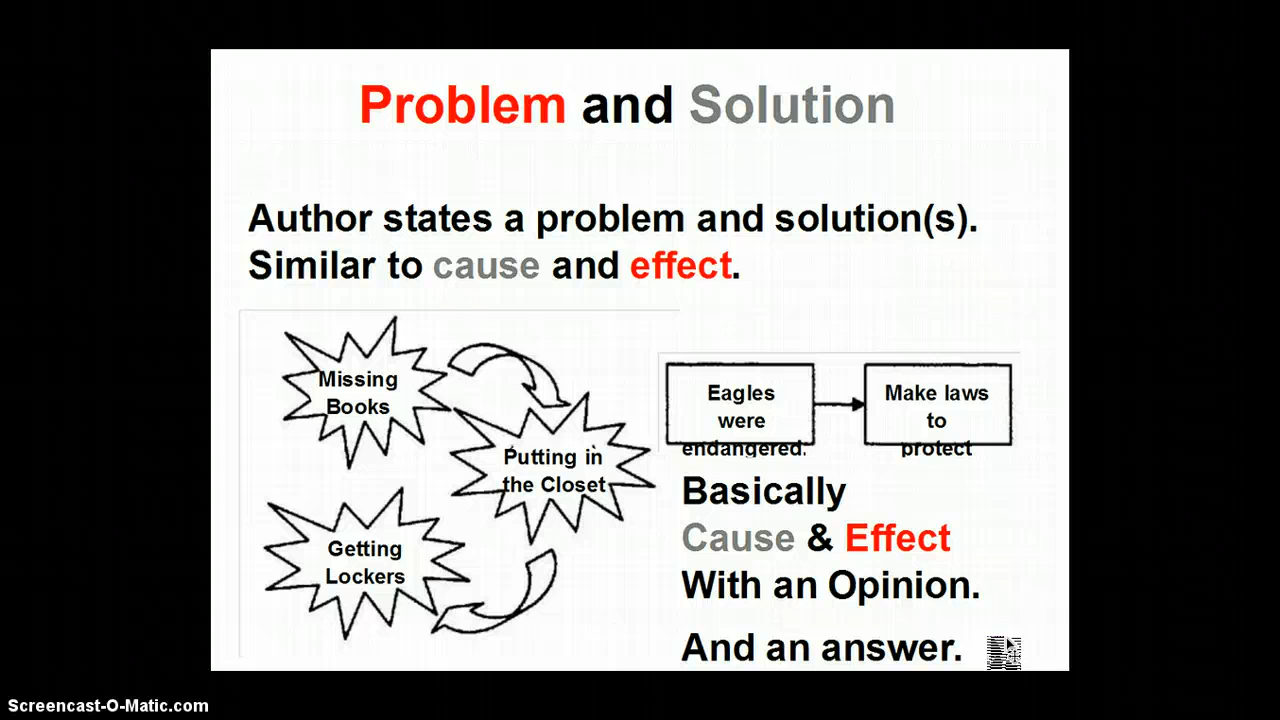 Problem and Solution
Author states a problem and solution(s).
Similar to cause and effect.
Missing
Books
Putting in
the Closet
Getting
Lockers
Eagles
were
endangered.
Make laws
to
protect
Basically
Cause & Effect
With an Opinion.
And an answer.
Screencast-O-Matic.com